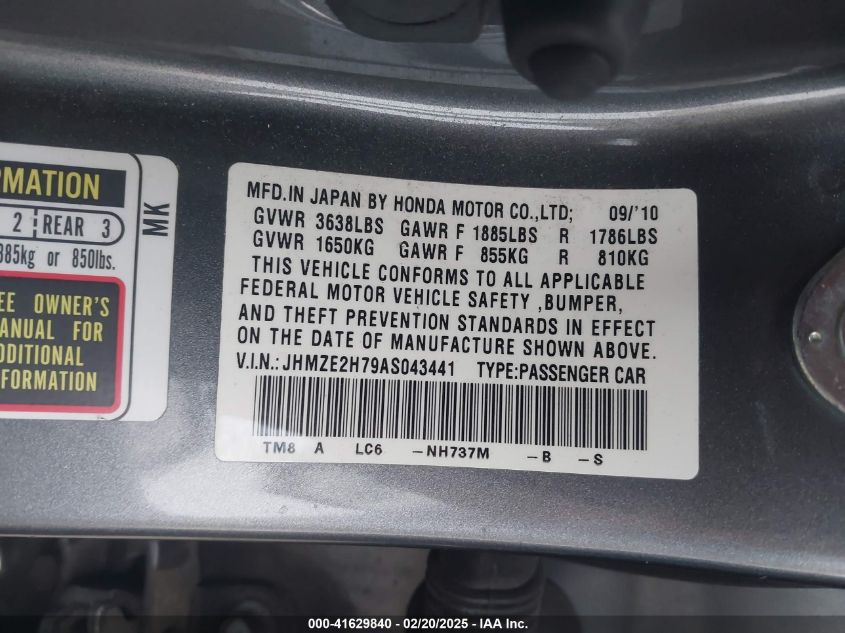 RMATION
2 REAR 3
385kg or 850lbs.
MK
EE OWNER'S
ANUAL FOR
DDITIONAL
FORMATION
MFD.IN JAPAN BY HONDA MOTOR CO.,LTD; 09/'10
GVWR 3638LBS GAWR F 1885LBS R 1786LBS
GVWR 1650KG GAWR F 855KG R 810KG
THIS VEHICLE CONFORMS TO ALL APPLICABLE
FEDERAL MOTOR VEHICLE SAFETY ,BUMPER,
AND THEFT PREVENTION STANDARDS IN EFFECT
ON THE DATE OF MANUFACTURE SHOWN ABOVE.
V.I.N.: JHMZE2H79AS043441 TYPE:PASSENGER CAR
TM8 A LC6 -NH737M -B -S
000-41629840 - 02/20/2025 - IAA Inc.